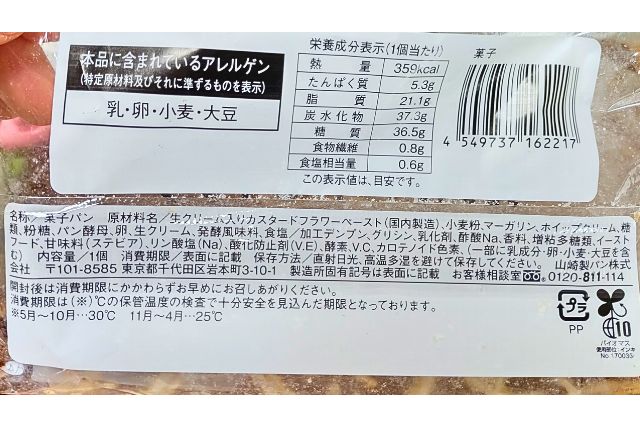 本品に含まれているアレルゲン
(特定原材料及びそれに準ずるものを表示)
乳・卵・小麦・大豆
栄養成分表示(1個当たり)
熱量 359kcal
たんぱく質 5.3g
脂質 21.1g
炭水化物 37.3g
糖質 36.5g
食物繊維 0.8g
食塩相当量 0.6g
この表示値は、目安です。
菓子
4 549737 162217
名称/菓子パン 原材料名/生クリーム入りカスタードフラワーペースト(国内製造)、小麦粉、マーガリン、ホイップクリーム、糖
類、粉糖、パン酵母、卵、生クリーム、発酵風味料、食塩/加工デンプン、グリシン、乳化剤、酢酸Na、香料、増粘多糖類、イースト
フード、甘味料(ステビア)、リン酸塩(Na)、酸化防止剤(V.E)、酵素、V.C、カロテノイド色素、(一部に乳成分・卵・小麦・大豆を含
む) 内容量/1個 消費期限/表面に記載 保存方法/直射日光、高温多湿を避けて保存してください。 山崎製パン株式会
社 〒101-8585 東京都千代田区岩本町3-10-1 製造所固有記号は表面に記載 お客様相談室 0120-811-114
開封後は消費期限にかかわらずお早めにお召しあがりください。
消費期限は(※)℃の保管温度の検査で十分安全を見込んだ期限となっております。
※5月〜10月…30℃ 11月〜4月…25℃
プラ
PP
10
バイオマス
使用部位:インキ
No.170035